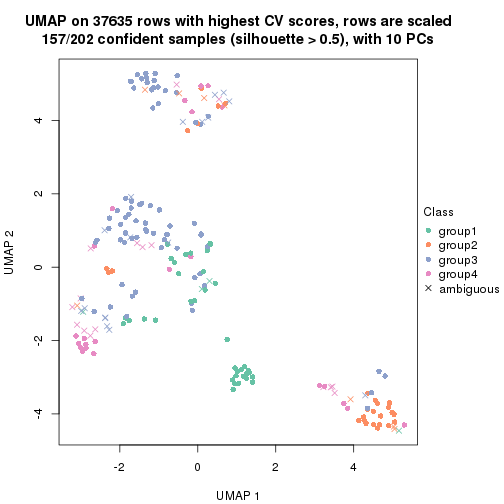 UMAP on 37635 rows with highest CV scores, rows are scaled
157/202 confident samples (silhouette > 0.5), with 10 PCs
4
2
0
-2
-4
UMAP 2
-2
0
2
4
UMAP 1
Class
group1
group2
group3
group4
ambiguous